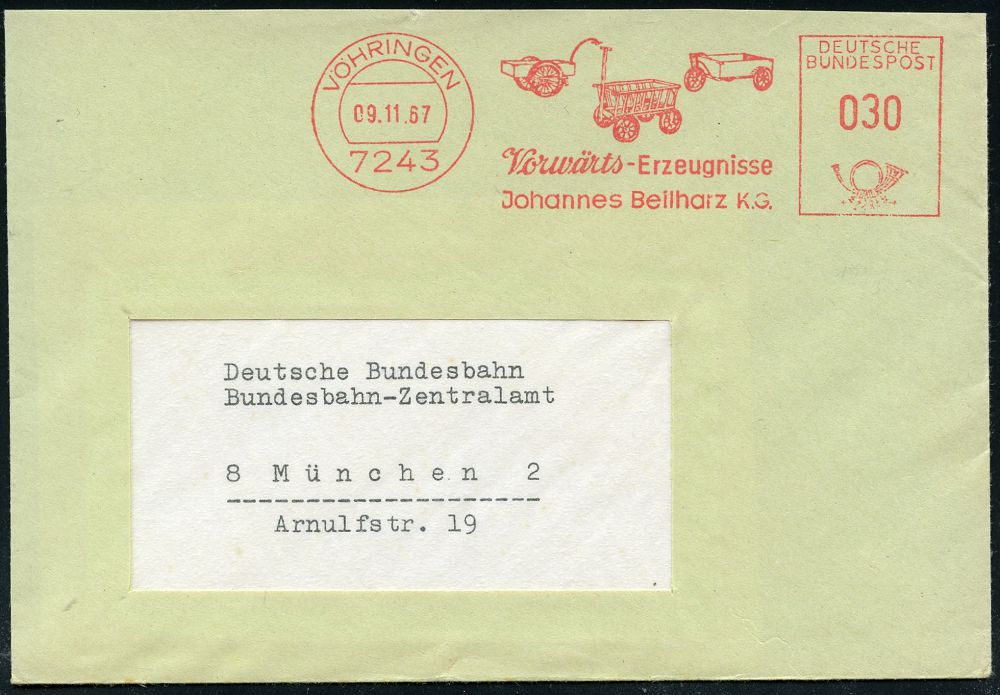 VÖHRINGEN
09.11.67
7243
Vorwärts-Erzeugnisse
Johannes Beilharz K.G.
DEUTSCHE
BUNDESPOST
030
Deutsche Bundesbahn
Bundesbahn-Zentralamt
8 München 2
Arnulfstr. 19